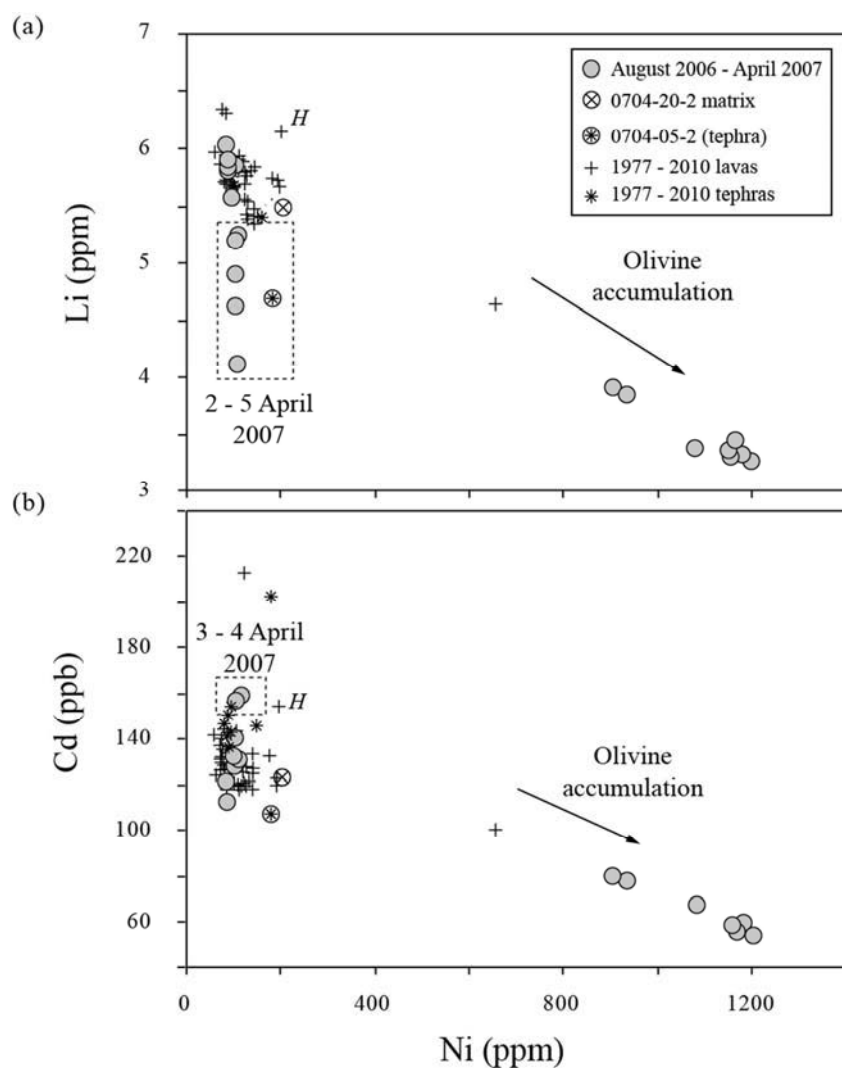 (a)
7
6
5
4
3
Li (ppm)
August 2006 - April 2007
0704-20-2 matrix
0704-05-2 (tephra)
1977 - 2010 lavas
1977 - 2010 tephras
H
Olivine
accumulation
2 - 5 April
2007
(b)
220
180
140
100
60
Cd (ppb)
3 - 4 April
2007
H
Olivine
accumulation
0
400
800
1200
Ni (ppm)